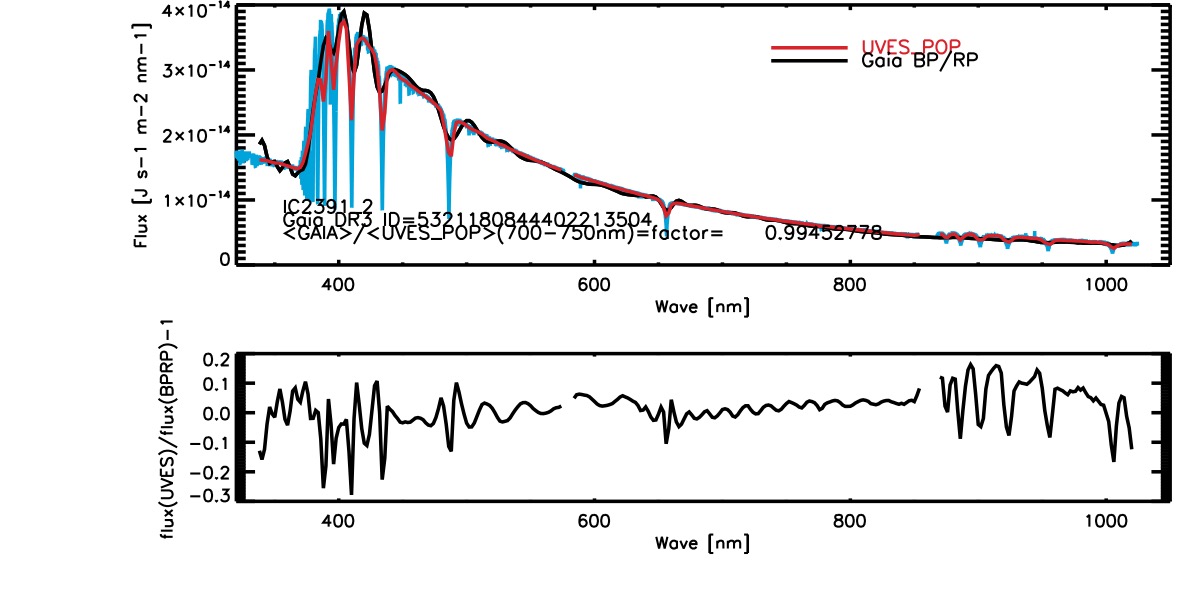 4×10⁻¹⁴
3×10⁻¹⁴
2×10⁻¹⁴
1×10⁻¹⁴
0
Flux [J s−1 m−2 nm−1]
UVES_POP
Gaia BP/RP
IC2391_2
Gaia DR3 ID=5321180844402213504
<GAIA>/<UVES_POP>(700−750nm)=factor= 0.99452778
400 600 800 1000
Wave [nm]
0.2
0.1
0.0
−0.1
−0.2
−0.3
flux(UVES)/flux(BPRP)−1
400 600 800 1000
Wave [nm]